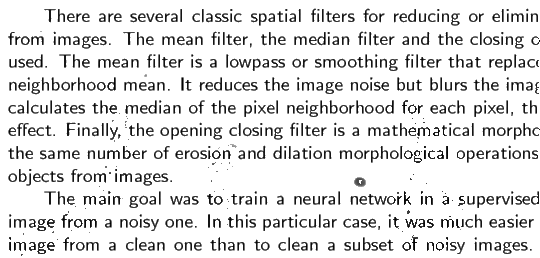 There are several classic spatial filters for reducing or elimin
from images. The mean filter, the median filter and the closing o
used. The mean filter is a lowpass or smoothing filter that replac
neighborhood mean. It reduces the image noise but blurs the imag
calculates the median of the pixel neighborhood for each pixel, th
effect. Finally, the opening closing filter is a mathematical morpho
the same number of erosion and dilation morphological operations
objects from images.
The main goal was to train a neural network in a supervised
image from a noisy one. In this particular case, it was much easier
image from a clean one than to clean a subset of noisy images.